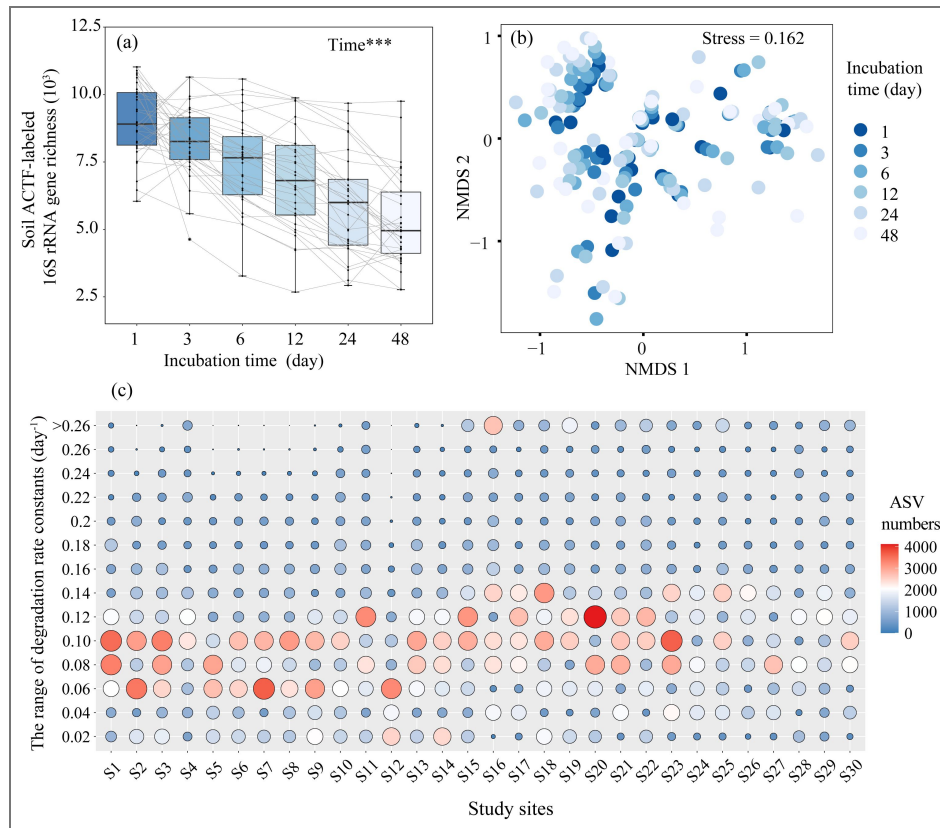 (a)
Time***
Soil ACTF-labeled
16S rRNA gene richness (10³)
12.5
10.0
7.5
5.0
2.5
1 3 6 12 24 48
Incubation time (day)
(b)
Stress = 0.162
NMDS 2
1
0
−1
−1 0 1
NMDS 1
Incubation
time (day)
1
3
6
12
24
48
(c)
The range of degradation rate constants (day⁻¹)
>0.26
0.26
0.24
0.22
0.2
0.18
0.16
0.14
0.12
0.10
0.08
0.06
0.04
0.02
S1 S2 S3 S4 S5 S6 S7 S8 S9 S10 S11 S12 S13 S14 S15 S16 S17 S18 S19 S20 S21 S22 S23 S24 S25 S26 S27 S28 S29 S30
Study sites
ASV
numbers
4000
3000
2000
1000
0